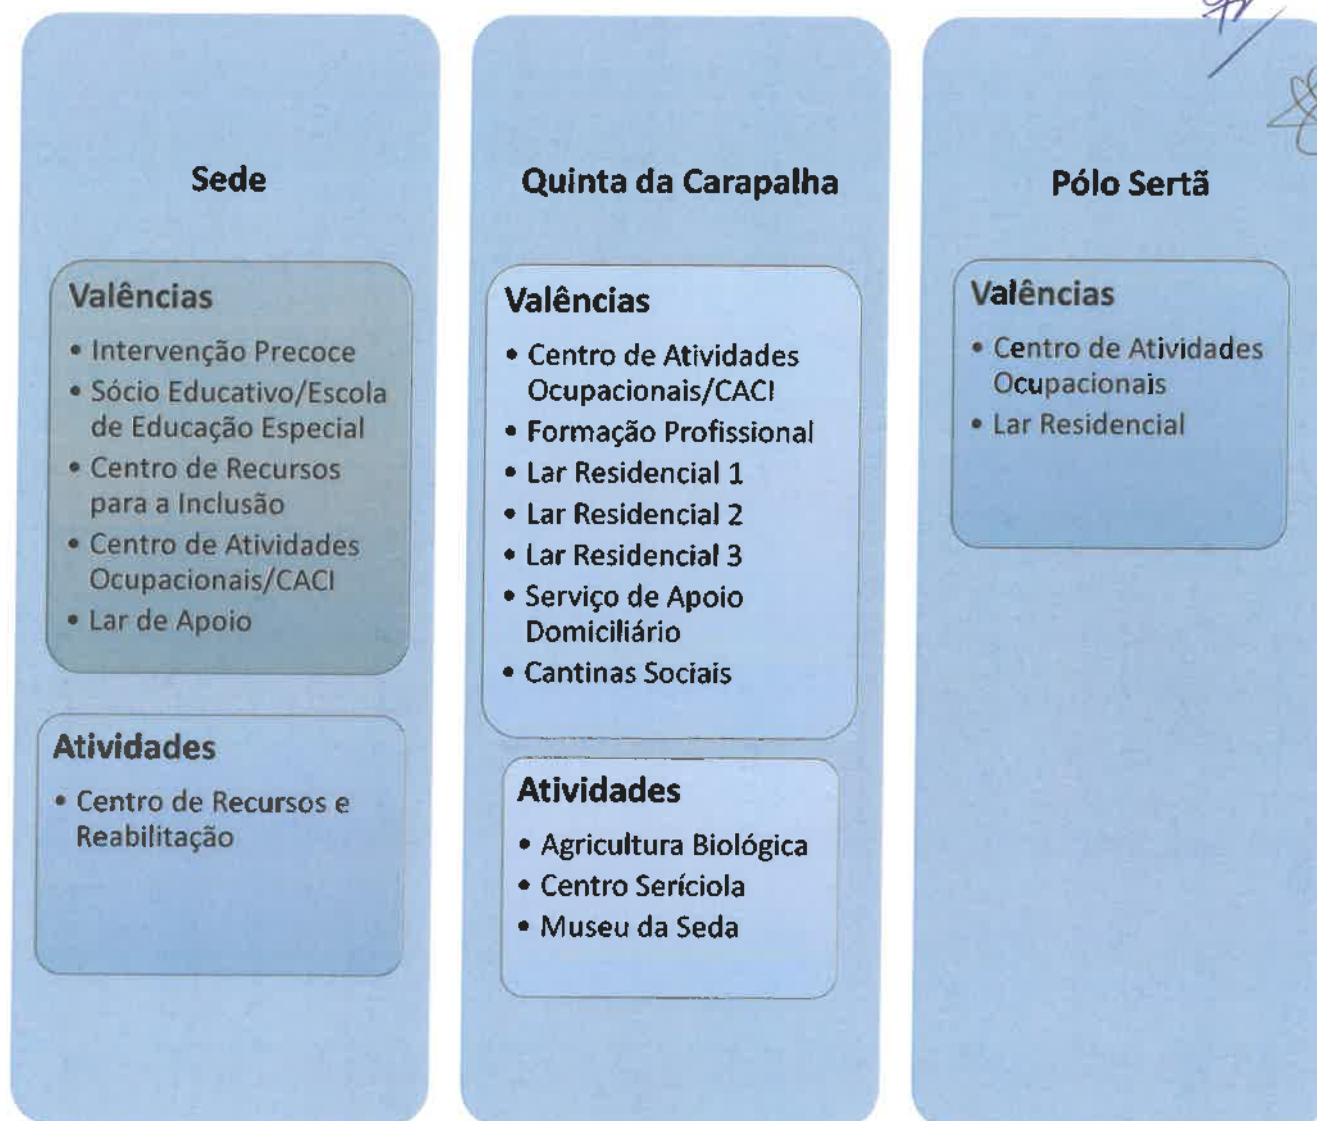 Sede
Valências
• Intervenção Precoce
• Sócio Educativo/Escola
de Educação Especial
• Centro de Recursos
para a Inclusão
• Centro de Atividades
Ocupacionais/CACI
• Lar de Apoio
Atividades
• Centro de Recursos e
Reabilitação
Quinta da Carapalha
Valências
• Centro de Atividades
Ocupacionais/CACI
• Formação Profissional
• Lar Residencial 1
• Lar Residencial 2
• Lar Residencial 3
• Serviço de Apoio
Domiciliário
• Cantinas Sociais
Atividades
• Agricultura Biológica
• Centro Seríciola
• Museu da Seda
Pólo Sertã
Valências
• Centro de Atividades
Ocupacionais
• Lar Residencial